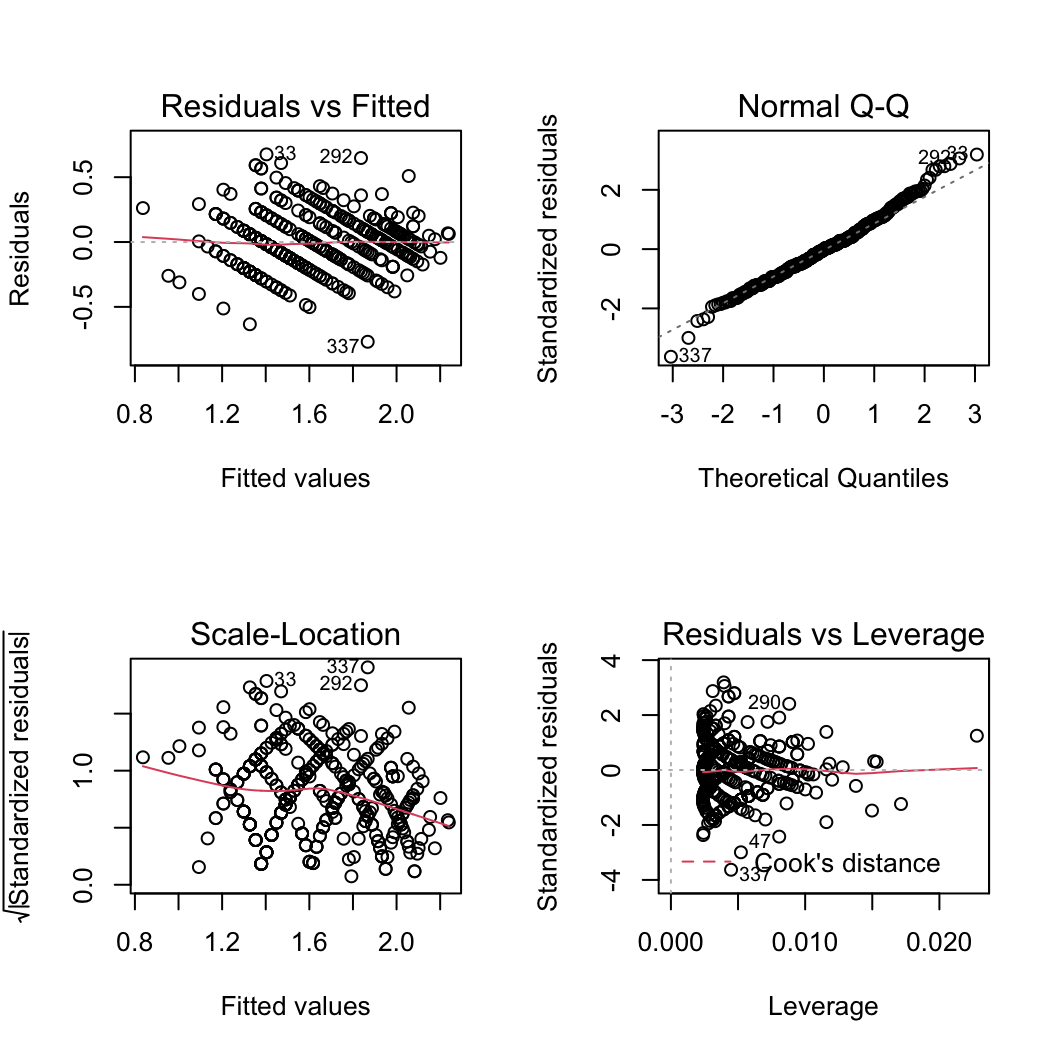 Residuals vs Fitted
Residuals
0.5
0.0
-0.5
33
292
337
0.8
1.2
1.6
2.0
Fitted values
Normal Q-Q
Standardized residuals
2
0
-2
292
33
337
-3 -2 -1 0 1 2 3
Theoretical Quantiles
Scale-Location
√|Standardized residuals|
1.0
0.0
337
33
292
0.8
1.2
1.6
2.0
Fitted values
Residuals vs Leverage
Standardized residuals
4
2
0
-2
-4
290
47
337
Cook's distance
0.000
0.010
0.020
Leverage